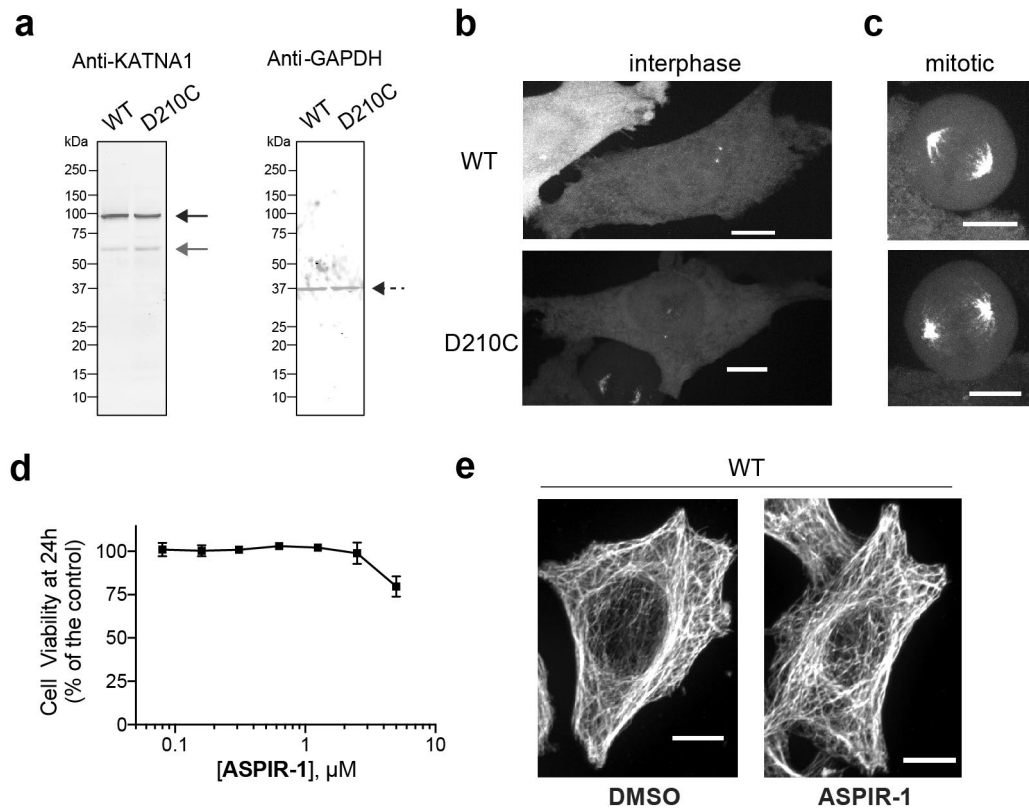 a
Anti-KATNA1
Anti-GAPDH
WT
D210C
WT
D210C
kDa
250
150
100
75
50
37
25
20
15
10
kDa
250
150
100
75
50
37
25
20
15
10
b
interphase
WT
D210C
c
mitotic
d
Cell Viability at 24h
(% of the control)
100
75
50
25
0
0.1
1
10
[ASPIR-1], µM
e
WT
DMSO
ASPIR-1